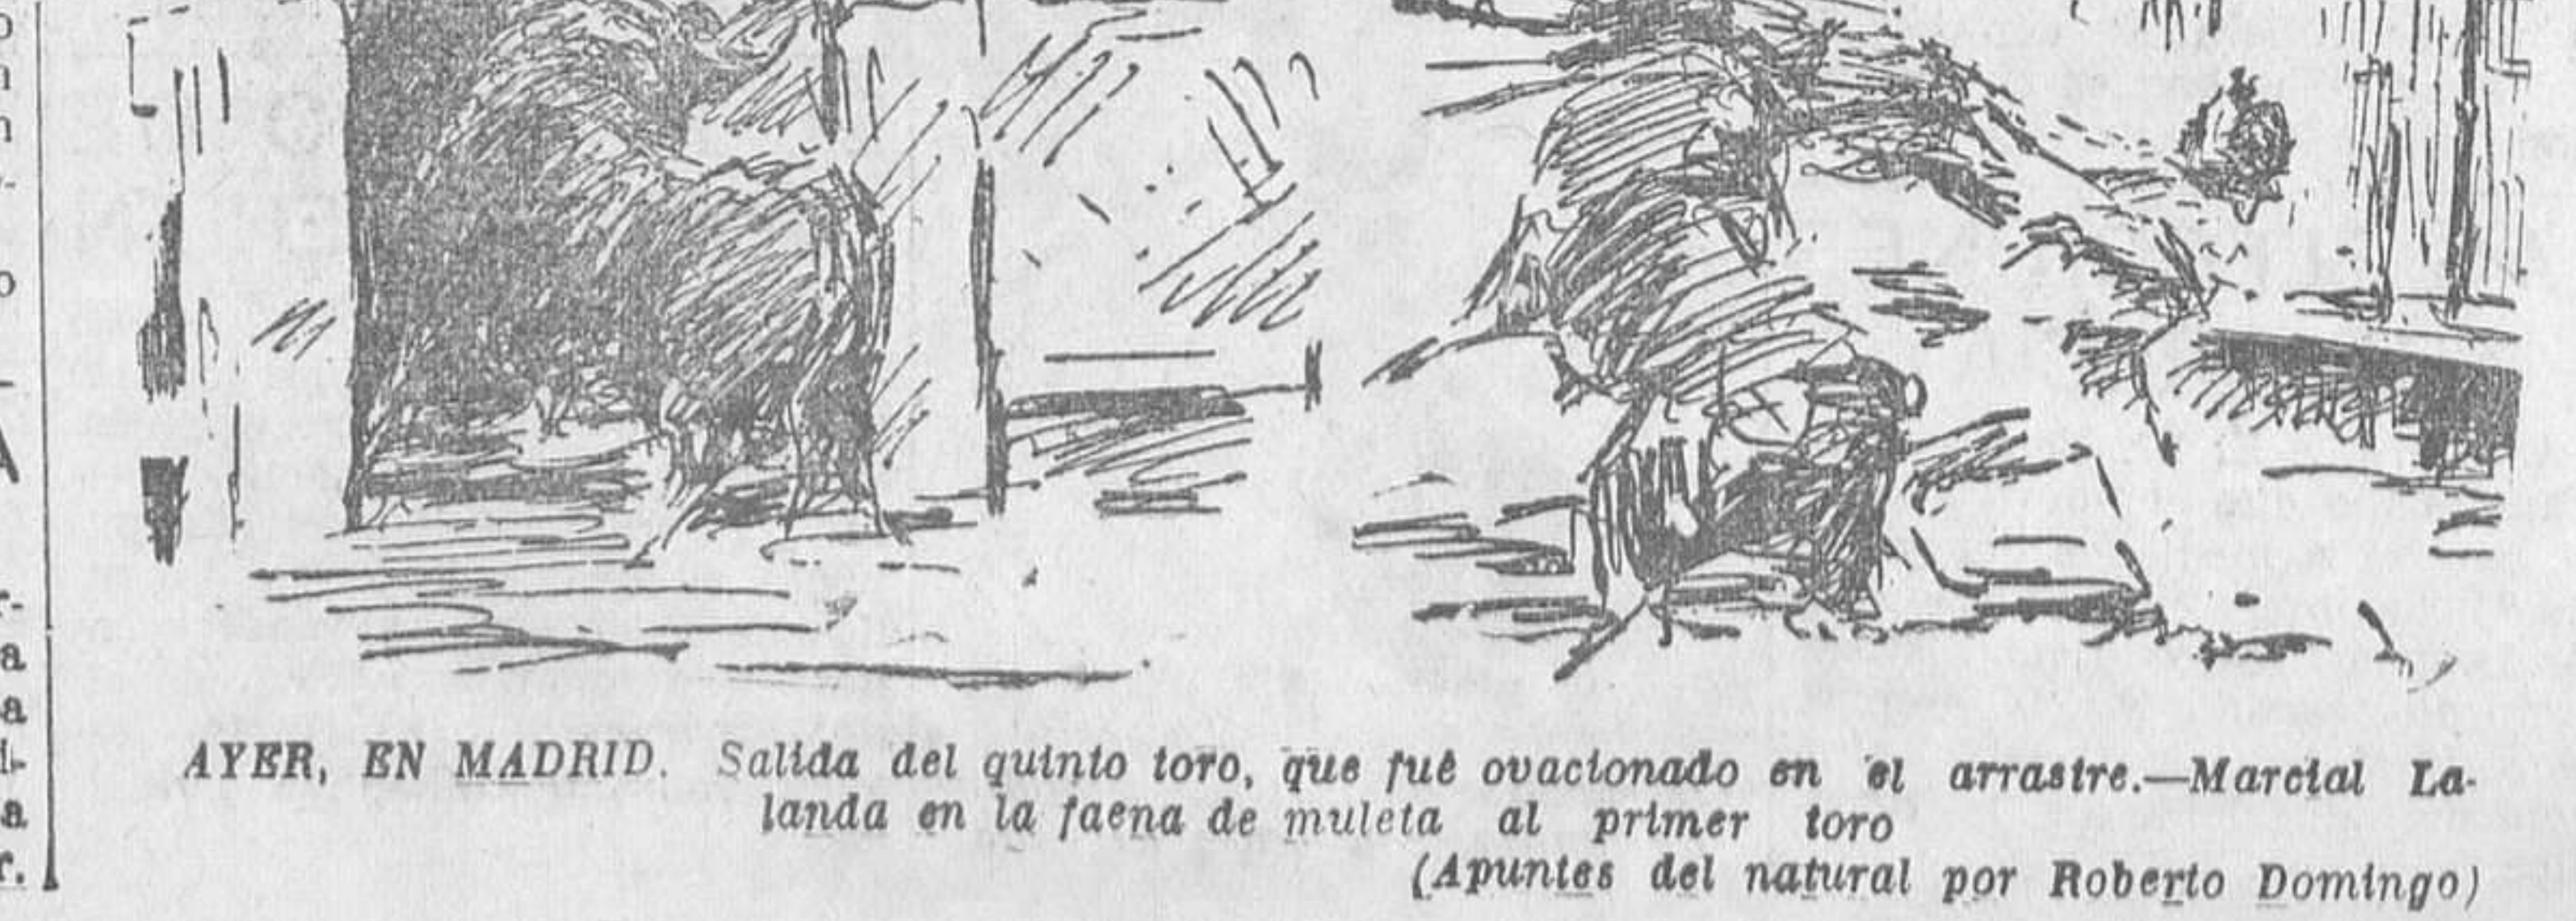 AYER, EN MADRID. Salida del quinto toro, que fué ovacionado en el arrastre.—Marcial La-
landa en la faena de muleta al primer toro
(Apuntes del natural por Roberto Domingo)